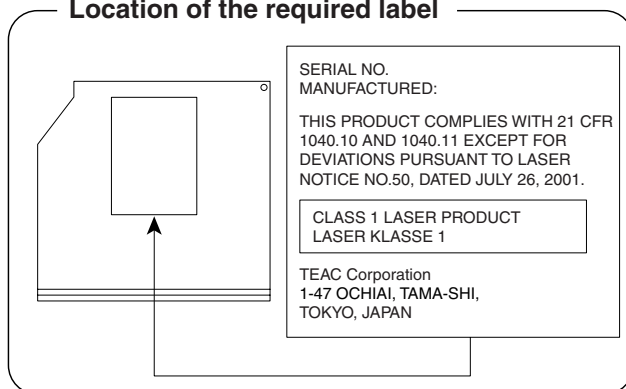 Location of the required label
SERIAL NO.
MANUFACTURED:
THIS PRODUCT COMPLIES WITH 21 CFR
1040.10 AND 1040.11 EXCEPT FOR
DEVIATIONS PURSUANT TO LASER
NOTICE NO.50, DATED JULY 26, 2001.
CLASS 1 LASER PRODUCT
LASER KLASSE 1
TEAC Corporation
1-47 OCHIAI, TAMA-SHI,
TOKYO, JAPAN